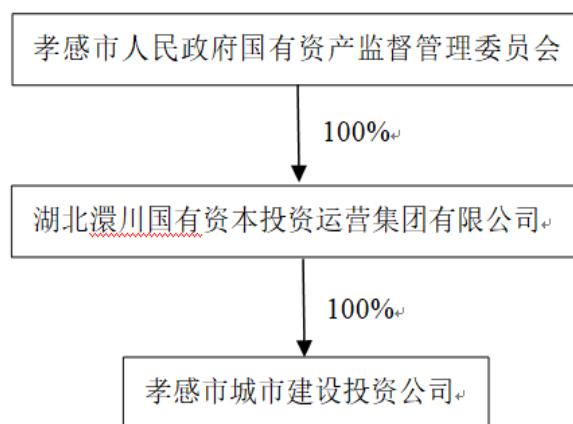 孝感市人民政府国有资产监督管理委员会
100%
湖北澴川国有资本投资运营集团有限公司
100%
孝感市城市建设投资公司